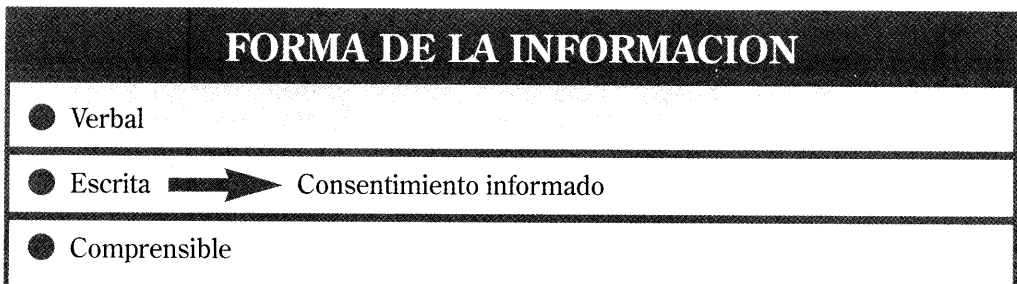 FORMA DE LA INFORMACION
Verbal
Escrita Consentimiento informado
Comprensible